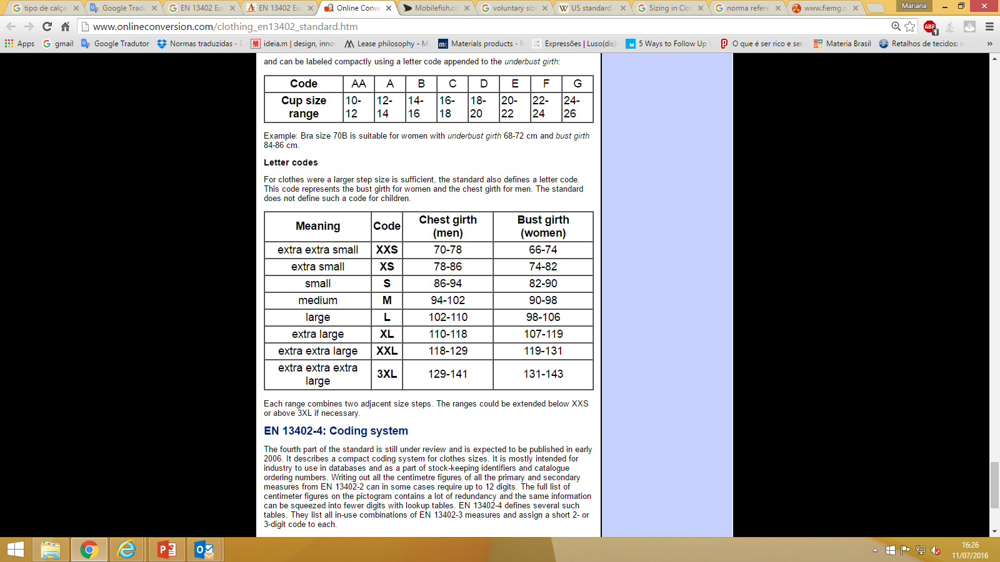 tipo de calça
Google Tradu
EN 13402 Eu
EN 13402 Eu
Online Conve
Mobilefish.co
voluntary size
US standard
Sizing in Clo
norma refere
www.fiemg.o
Mariana
www.onlineconversion.com/clothing_en13402_standard.htm
ABP
1
Apps
gmail
Google Tradutor
Normas traduzidas -
ideia.m | design, inno
Lease philosophy - M
Materials products -
Expressões | Luso(dis)
5 Ways to Follow Up
O que é ser rico e ser
Materia Brasil
Retalhos de tecidos:
»
and can be labeled compactly using a letter code appended to the underbust girth:
Code AA A B C D E F G
Cup size range 10-12 12-14 14-16 16-18 18-20 20-22 22-24 24-26
Example: Bra size 70B is suitable for women with underbust girth 68-72 cm and bust girth
84-86 cm.
Letter codes
For clothes were a larger step size is sufficient, the standard also defines a letter code.
This code represents the bust girth for women and the chest girth for men. The standard
does not define such a code for children.
Meaning Code Chest girth (men) Bust girth (women)
extra extra small XXS 70-78 66-74
extra small XS 78-86 74-82
small S 86-94 82-90
medium M 94-102 90-98
large L 102-110 98-106
extra large XL 110-118 107-119
extra extra large XXL 118-129 119-131
extra extra extra large 3XL 129-141 131-143
Each range combines two adjacent size steps. The ranges could be extended below XXS
or above 3XL if necessary.
EN 13402-4: Coding system
The fourth part of the standard is still under review and is expected to be published in early
2006. It describes a compact coding system for clothes sizes. It is mostly intended for
industry to use in databases and as a part of stock-keeping identifiers and catalogue
ordering numbers. Writing out all the centimetre figures of all the primary and secondary
measures from EN 13402-2 can in some cases require up to 12 digits. The full list of
centimeter figures on the pictogram contains a lot of redundancy and the same information
can be squeezed into fewer digits with lookup tables. EN 13402-4 defines several such
tables. They list all in-use combinations of EN 13402-3 measures and assign a short 2- or
3-digit code to each.
16:26
11/07/2016